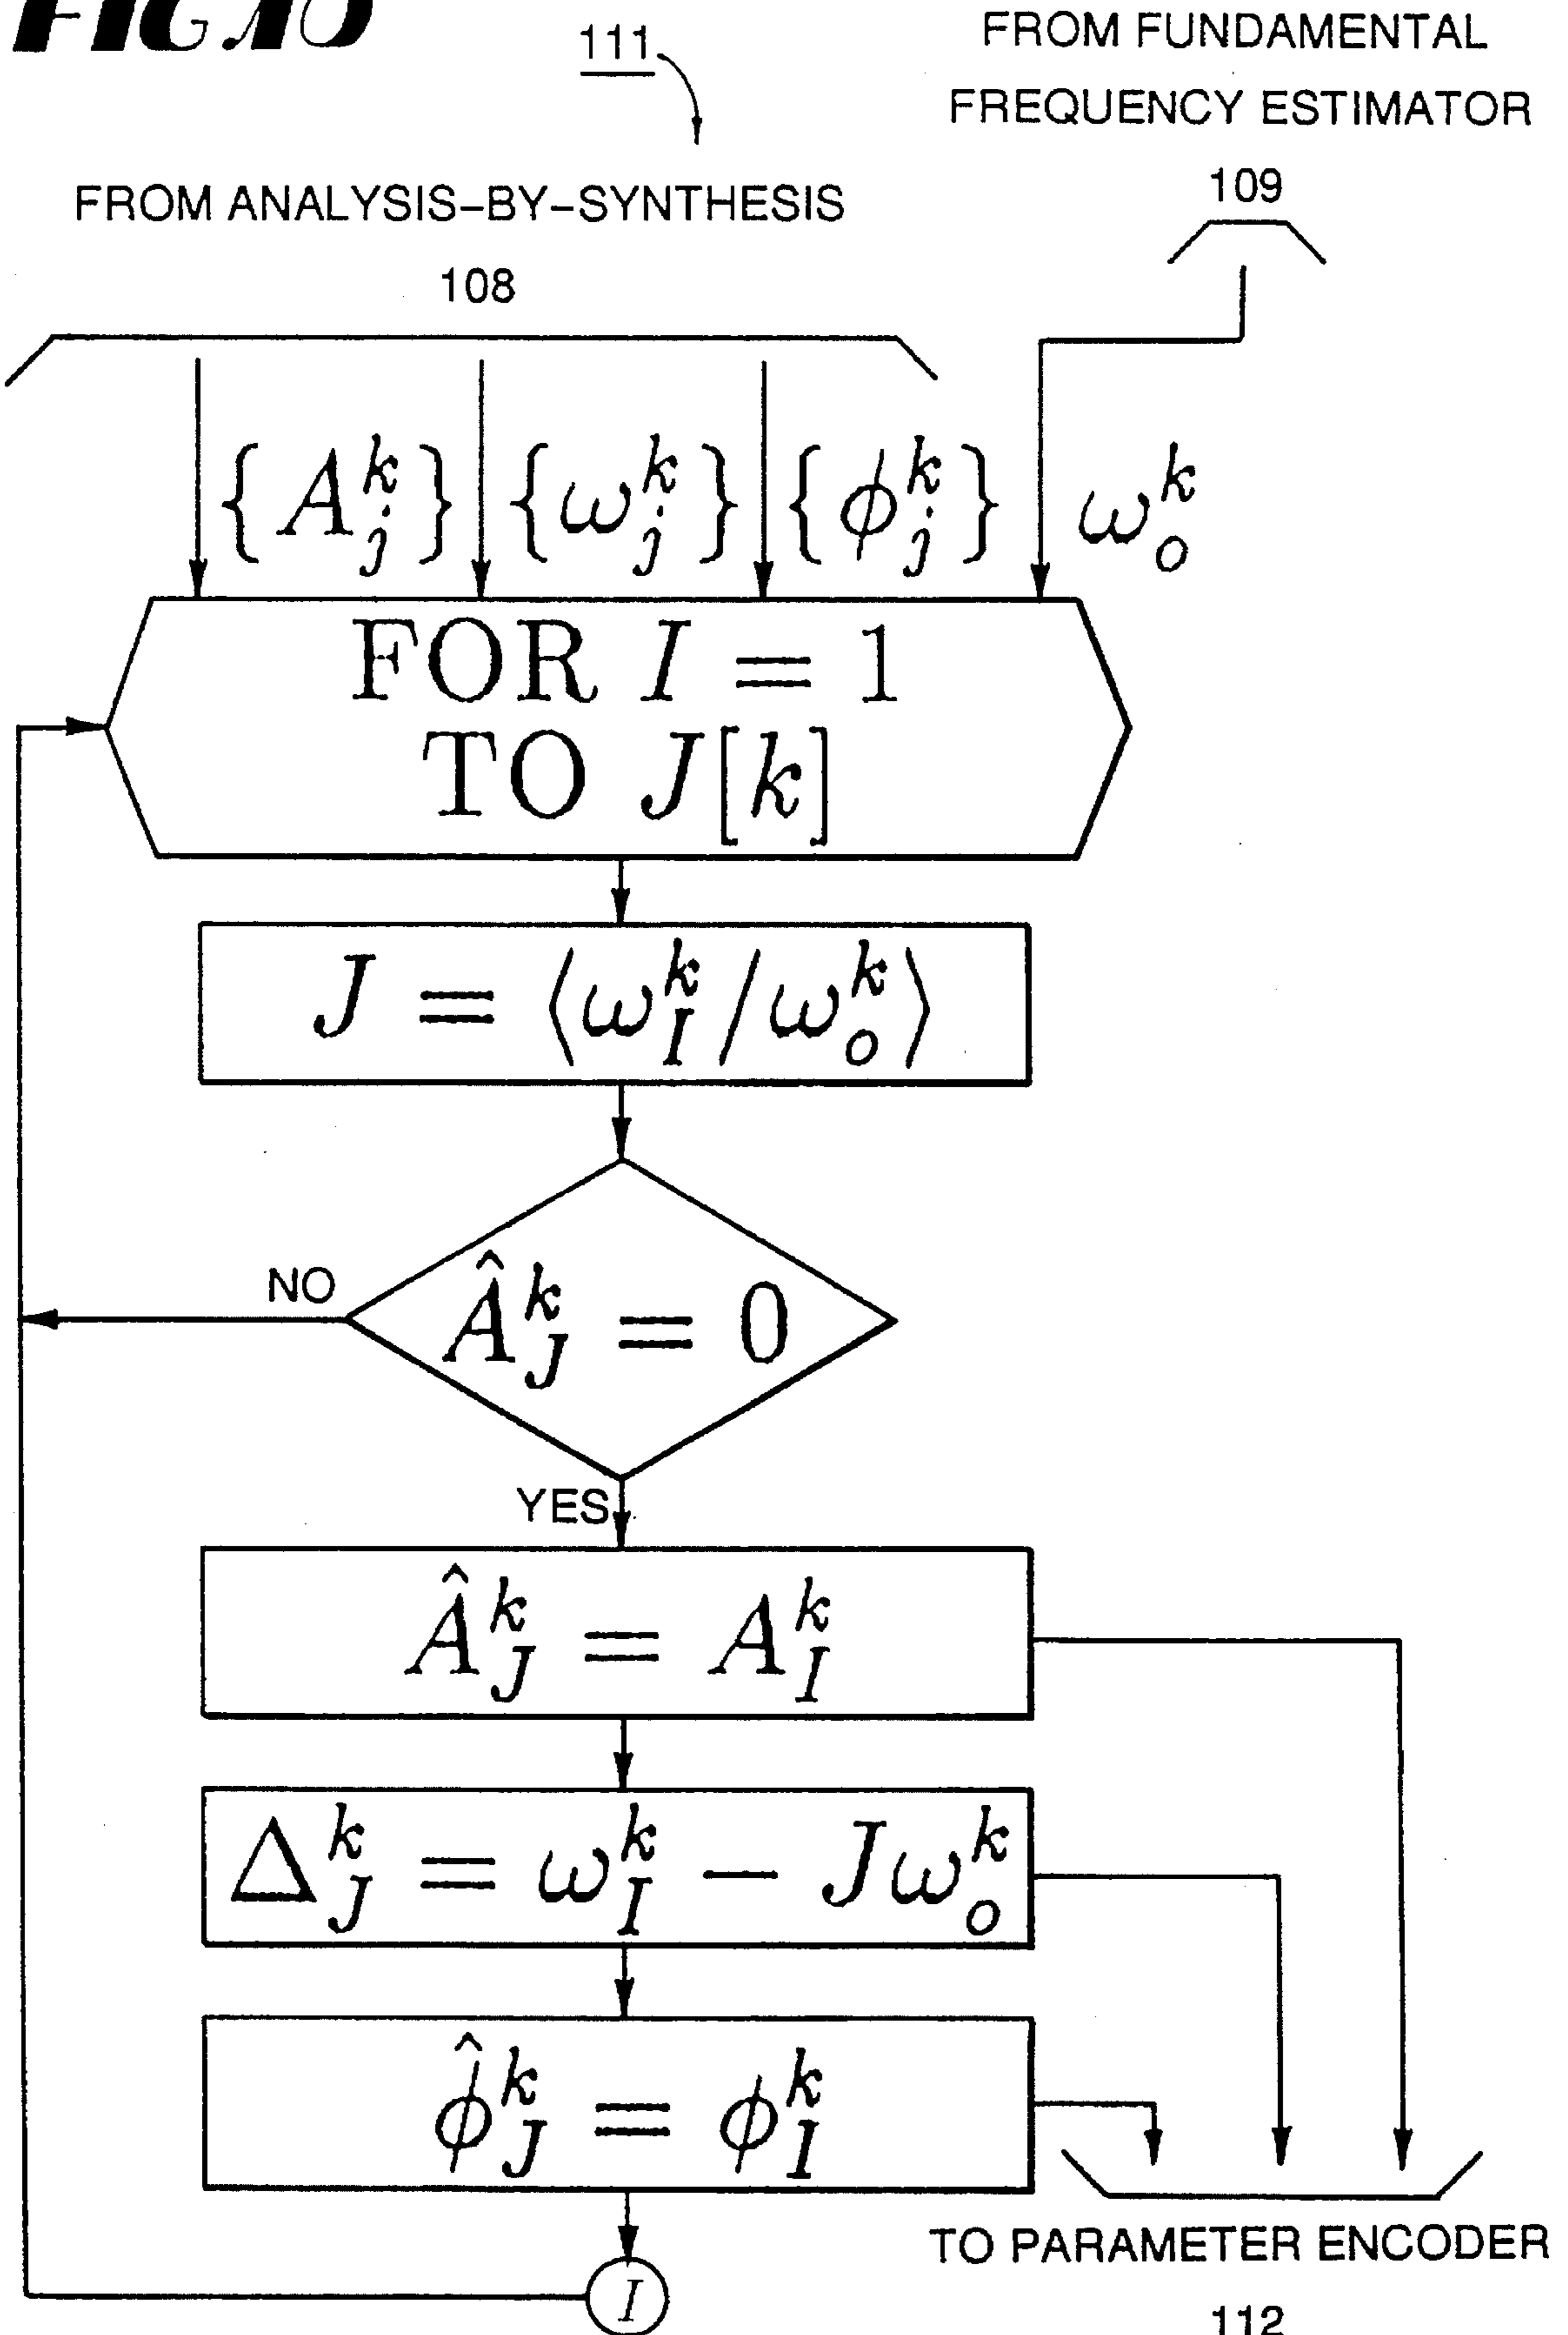 FIG.10
111
FROM FUNDAMENTAL
FREQUENCY ESTIMATOR
109
FROM ANALYSIS-BY-SYNTHESIS
108
{A_j^k} {ω_j^k} {ϕ_j^k} ω_o^k
FOR I = 1
TO J[k]
J = ⟨ω_I^k/ω_o^k⟩
NO
Â_J^k = 0
YES
Â_J^k = A_I^k
Δ_J^k = ω_I^k − Jω_o^k
ϕ̂_J^k = ϕ_I^k
TO PARAMETER ENCODER
I
112